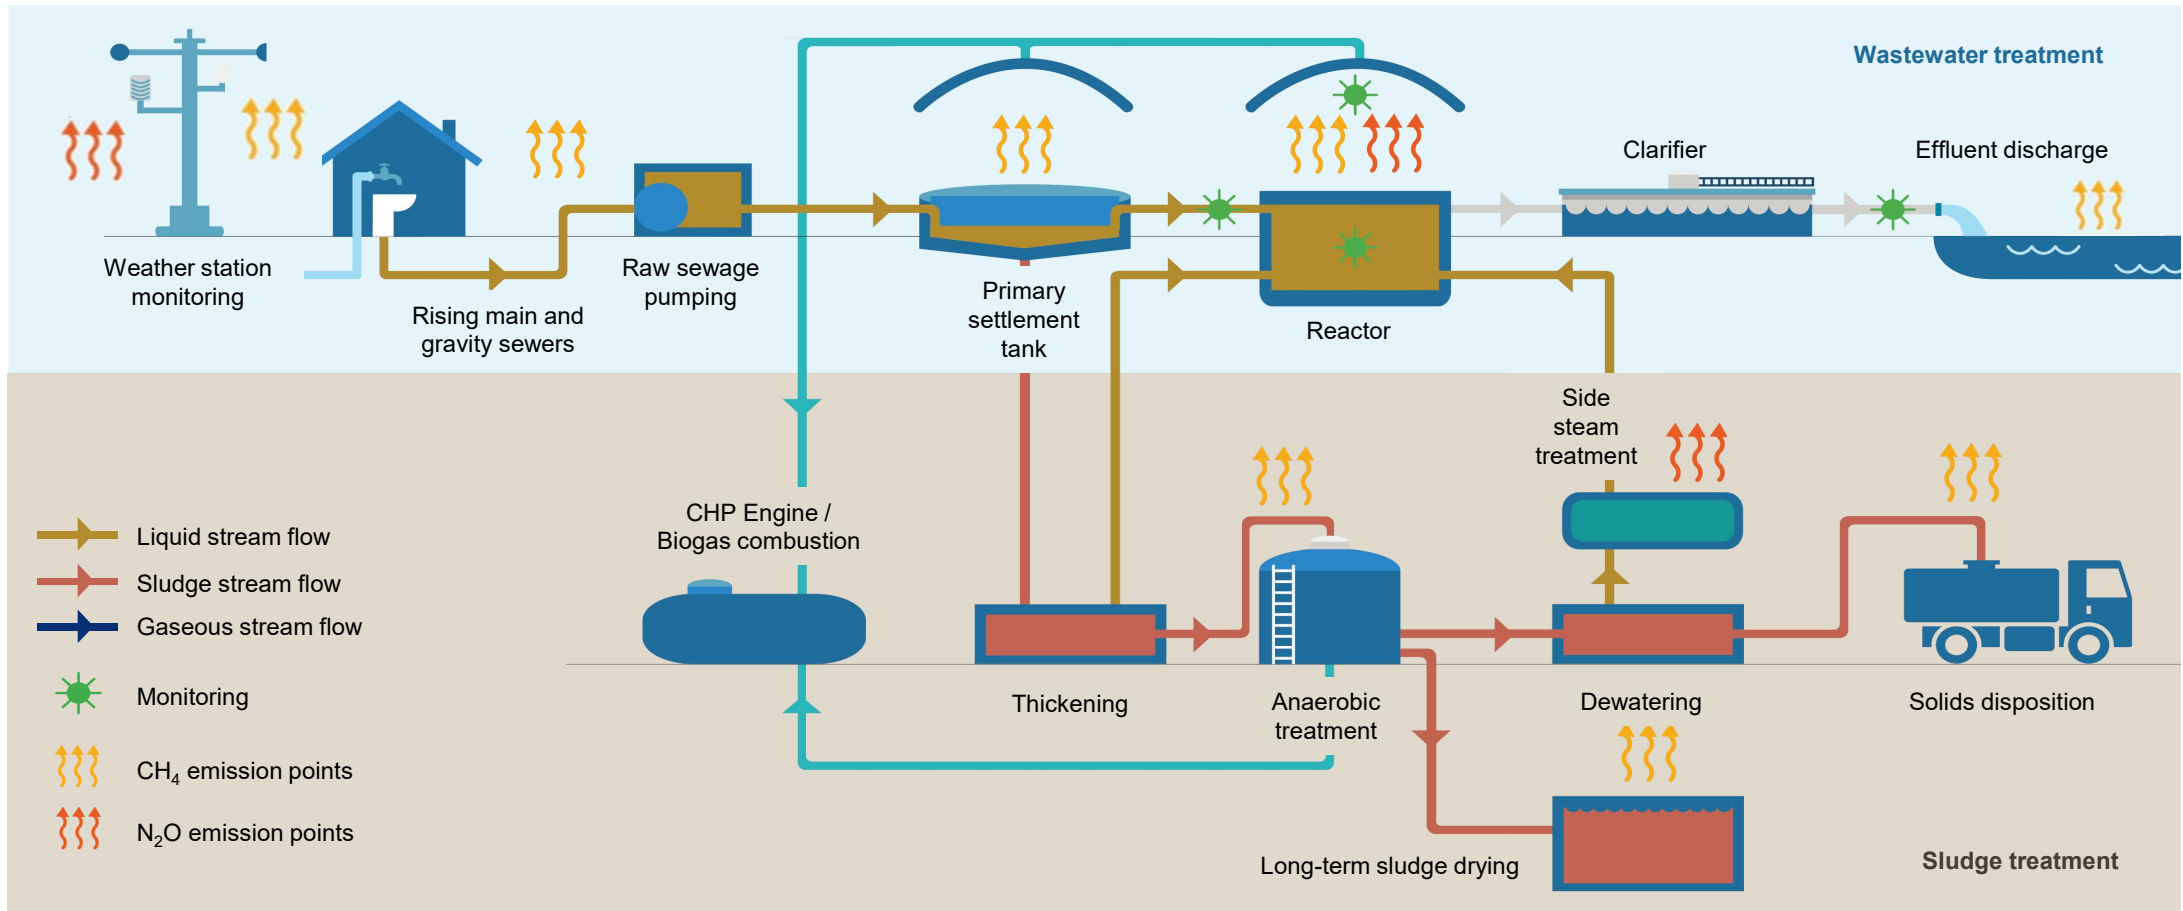 Wastewater treatment
Clarifier
Effluent discharge
Weather station
monitoring
Raw sewage
pumping
Rising main and
gravity sewers
Primary
settlement
tank
Reactor
Side
steam
treatment
CHP Engine /
Biogas combustion
Liquid stream flow
Sludge stream flow
Gaseous stream flow
Monitoring
CH₄ emission points
N₂O emission points
Thickening
Anaerobic
treatment
Dewatering
Solids disposition
Long-term sludge drying
Sludge treatment